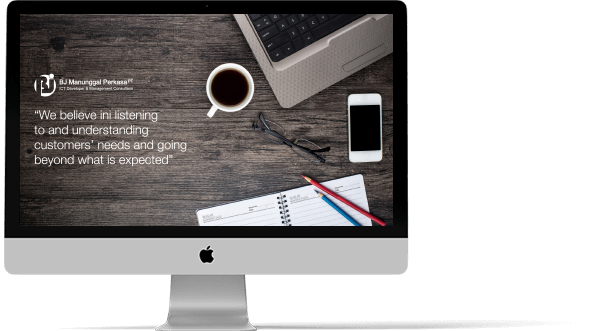 BJ Manunggal Perkasa PT
ICT Developer & Management Consultant
“We believe ini listening
to and understanding
customers’ needs and going
beyond what is expected”